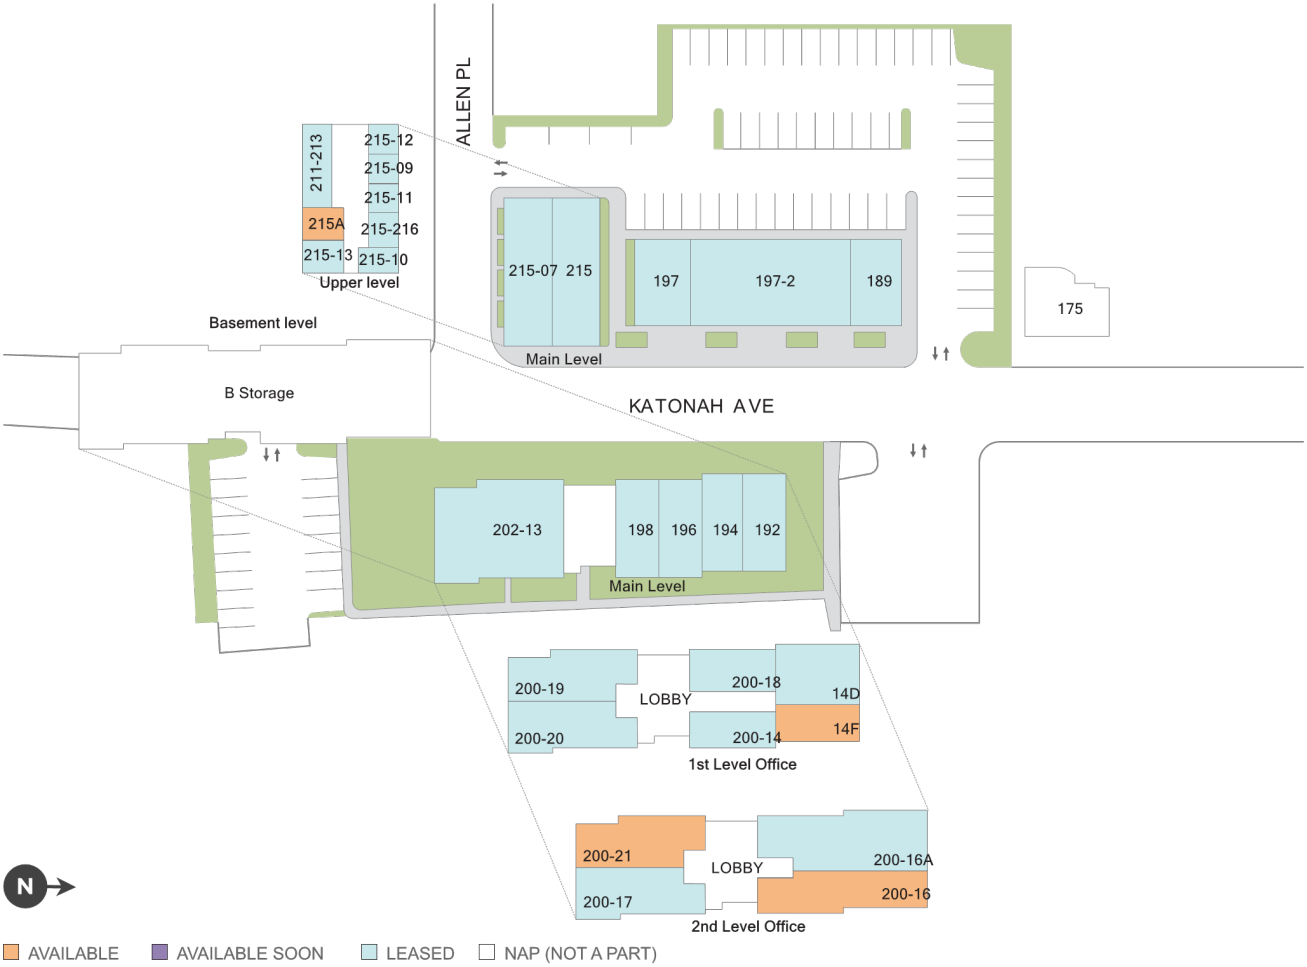 ALLEN PL
211-213
215-12
215-09
215-11
215A
215-216
215-13
215-10
Upper level
215-07
215
197
197-2
189
175
Main Level
Basement level
B Storage
KATONAH AVE
202-13
198
196
194
192
Main Level
200-19
200-18
LOBBY
14D
200-20
200-14
14F
1st Level Office
200-21
LOBBY
200-16A
200-17
200-16
2nd Level Office
N
AVAILABLE
AVAILABLE SOON
LEASED
NAP (NOT A PART)